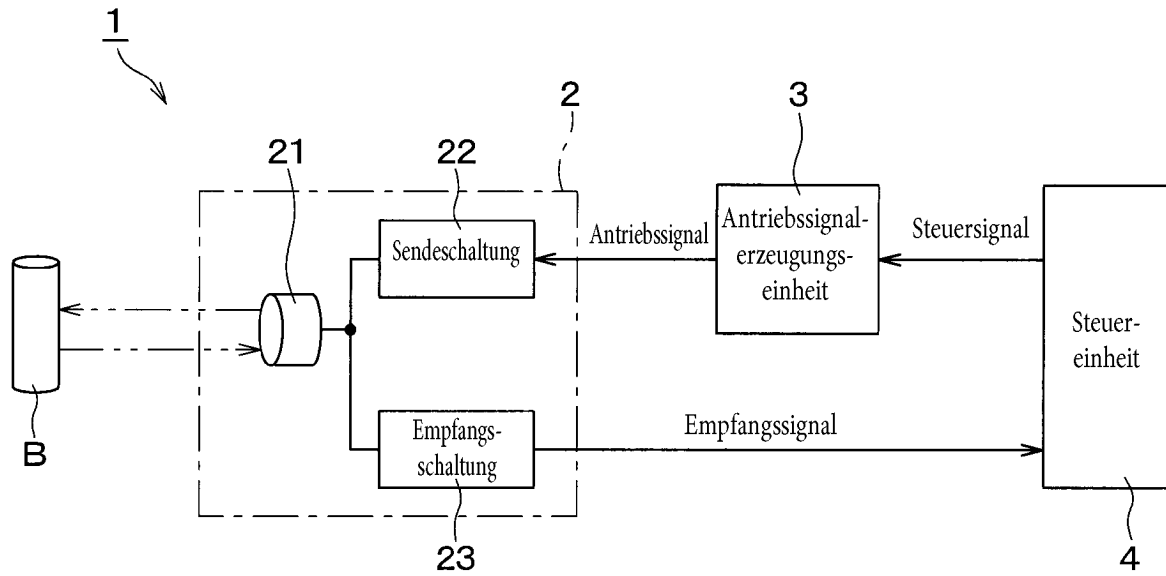 1
2
3
21
22
Sendeschaltung
Antriebssignal
Antriebssignal-
erzeugungs-
einheit
Steuersignal
Steuer-
einheit
B
Empfangs-
schaltung
Empfangssignal
23
4